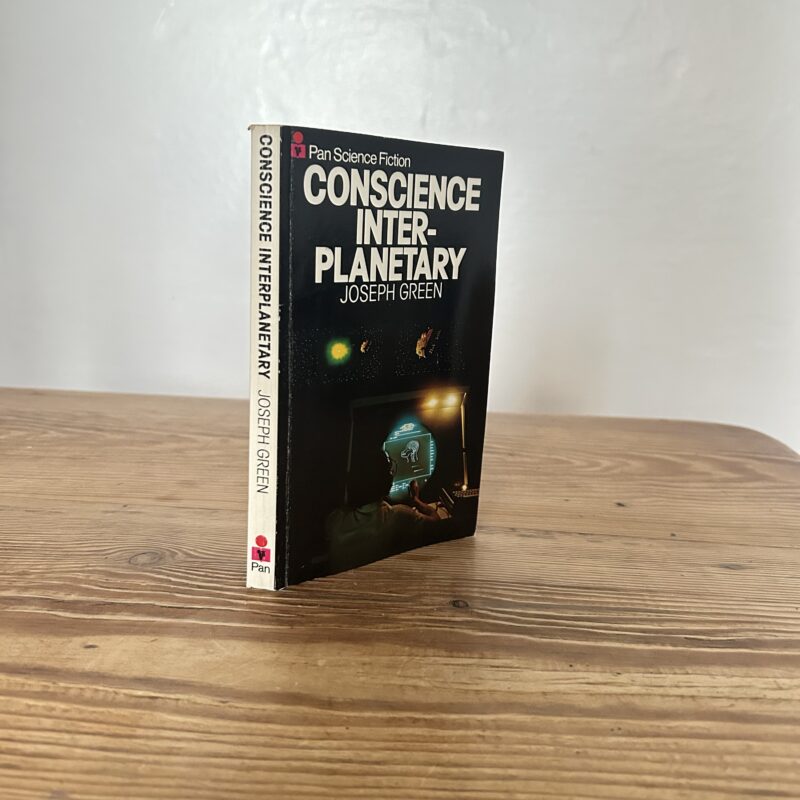 CONSCIENCE INTERPLANETARY JOSEPH GREEN
Pan
Pan Science Fiction
CONSCIENCE
INTER-
PLANETARY
JOSEPH GREEN